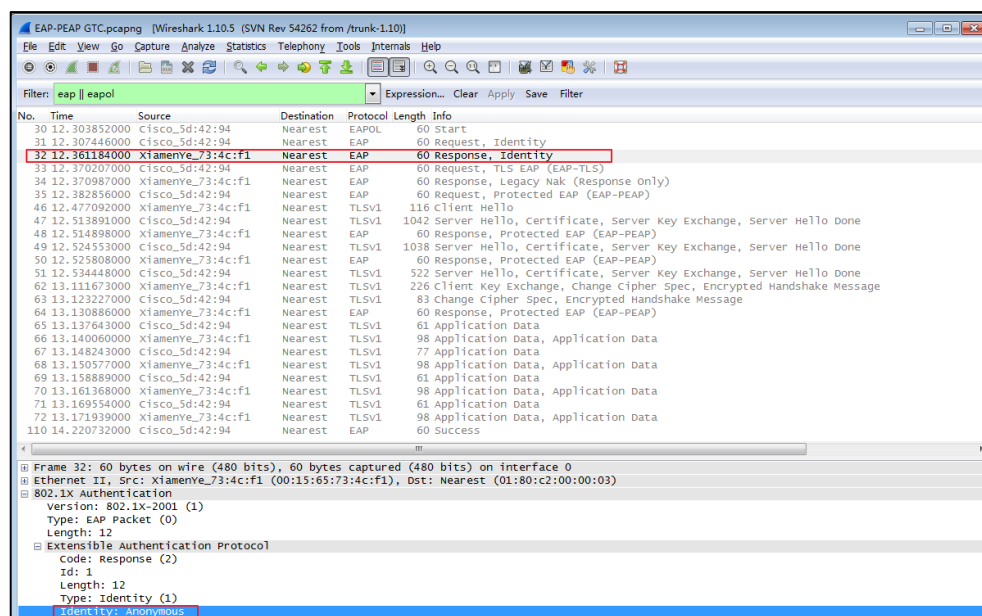 EAP-PEAP GTC.pcapng [Wireshark 1.10.5 (SVN Rev 54262 from /trunk-1.10)]
File Edit View Go Capture Analyze Statistics Telephony Tools Internals Help
Filter: eap || eapol Expression... Clear Apply Save Filter
No. Time Source Destination Protocol Length Info
30 12.303852000 Cisco_5d:42:94 Nearest EAPOL 60 Start
31 12.307446000 Cisco_5d:42:94 Nearest EAP 60 Request, Identity
32 12.361184000 XiamenYe_73:4c:f1 Nearest EAP 60 Response, Identity
33 12.370207000 Cisco_5d:42:94 Nearest EAP 60 Request, TLS EAP (EAP-TLS)
34 12.370987000 XiamenYe_73:4c:f1 Nearest EAP 60 Response, Legacy Nak (Response Only)
35 12.382856000 Cisco_5d:42:94 Nearest EAP 60 Request, Protected EAP (EAP-PEAP)
46 12.477092000 XiamenYe_73:4c:f1 Nearest TLSv1 116 Client Hello
47 12.513891000 Cisco_5d:42:94 Nearest TLSv1 1042 Server Hello, Certificate, Server Key Exchange, Server Hello Done
48 12.514898000 XiamenYe_73:4c:f1 Nearest EAP 60 Response, Protected EAP (EAP-PEAP)
49 12.524553000 Cisco_5d:42:94 Nearest TLSv1 1038 Server Hello, Certificate, Server Key Exchange, Server Hello Done
50 12.525808000 XiamenYe_73:4c:f1 Nearest EAP 60 Response, Protected EAP (EAP-PEAP)
51 12.534448000 Cisco_5d:42:94 Nearest TLSv1 522 Server Hello, Certificate, Server Key Exchange, Server Hello Done
62 13.111673000 XiamenYe_73:4c:f1 Nearest TLSv1 226 Client Key Exchange, Change Cipher Spec, Encrypted Handshake Message
63 13.123227000 Cisco_5d:42:94 Nearest TLSv1 83 Change Cipher Spec, Encrypted Handshake Message
64 13.130886000 XiamenYe_73:4c:f1 Nearest EAP 60 Response, Protected EAP (EAP-PEAP)
65 13.137643000 Cisco_5d:42:94 Nearest TLSv1 61 Application Data
66 13.140060000 XiamenYe_73:4c:f1 Nearest TLSv1 98 Application Data, Application Data
67 13.148243000 Cisco_5d:42:94 Nearest TLSv1 77 Application Data
68 13.150577000 XiamenYe_73:4c:f1 Nearest TLSv1 98 Application Data, Application Data
69 13.158889000 Cisco_5d:42:94 Nearest TLSv1 61 Application Data
70 13.161368000 XiamenYe_73:4c:f1 Nearest TLSv1 98 Application Data, Application Data
71 13.169554000 Cisco_5d:42:94 Nearest TLSv1 61 Application Data
72 13.171939000 XiamenYe_73:4c:f1 Nearest TLSv1 98 Application Data, Application Data
110 14.220732000 Cisco_5d:42:94 Nearest EAP 60 Success
Frame 32: 60 bytes on wire (480 bits), 60 bytes captured (480 bits) on interface 0
Ethernet II, Src: XiamenYe_73:4c:f1 (00:15:65:73:4c:f1), Dst: Nearest (01:80:c2:00:00:03)
802.1X Authentication
Version: 802.1X-2001 (1)
Type: EAP Packet (0)
Length: 12
Extensible Authentication Protocol
Code: Response (2)
Id: 1
Length: 12
Type: Identity (1)
Identity: Anonymous